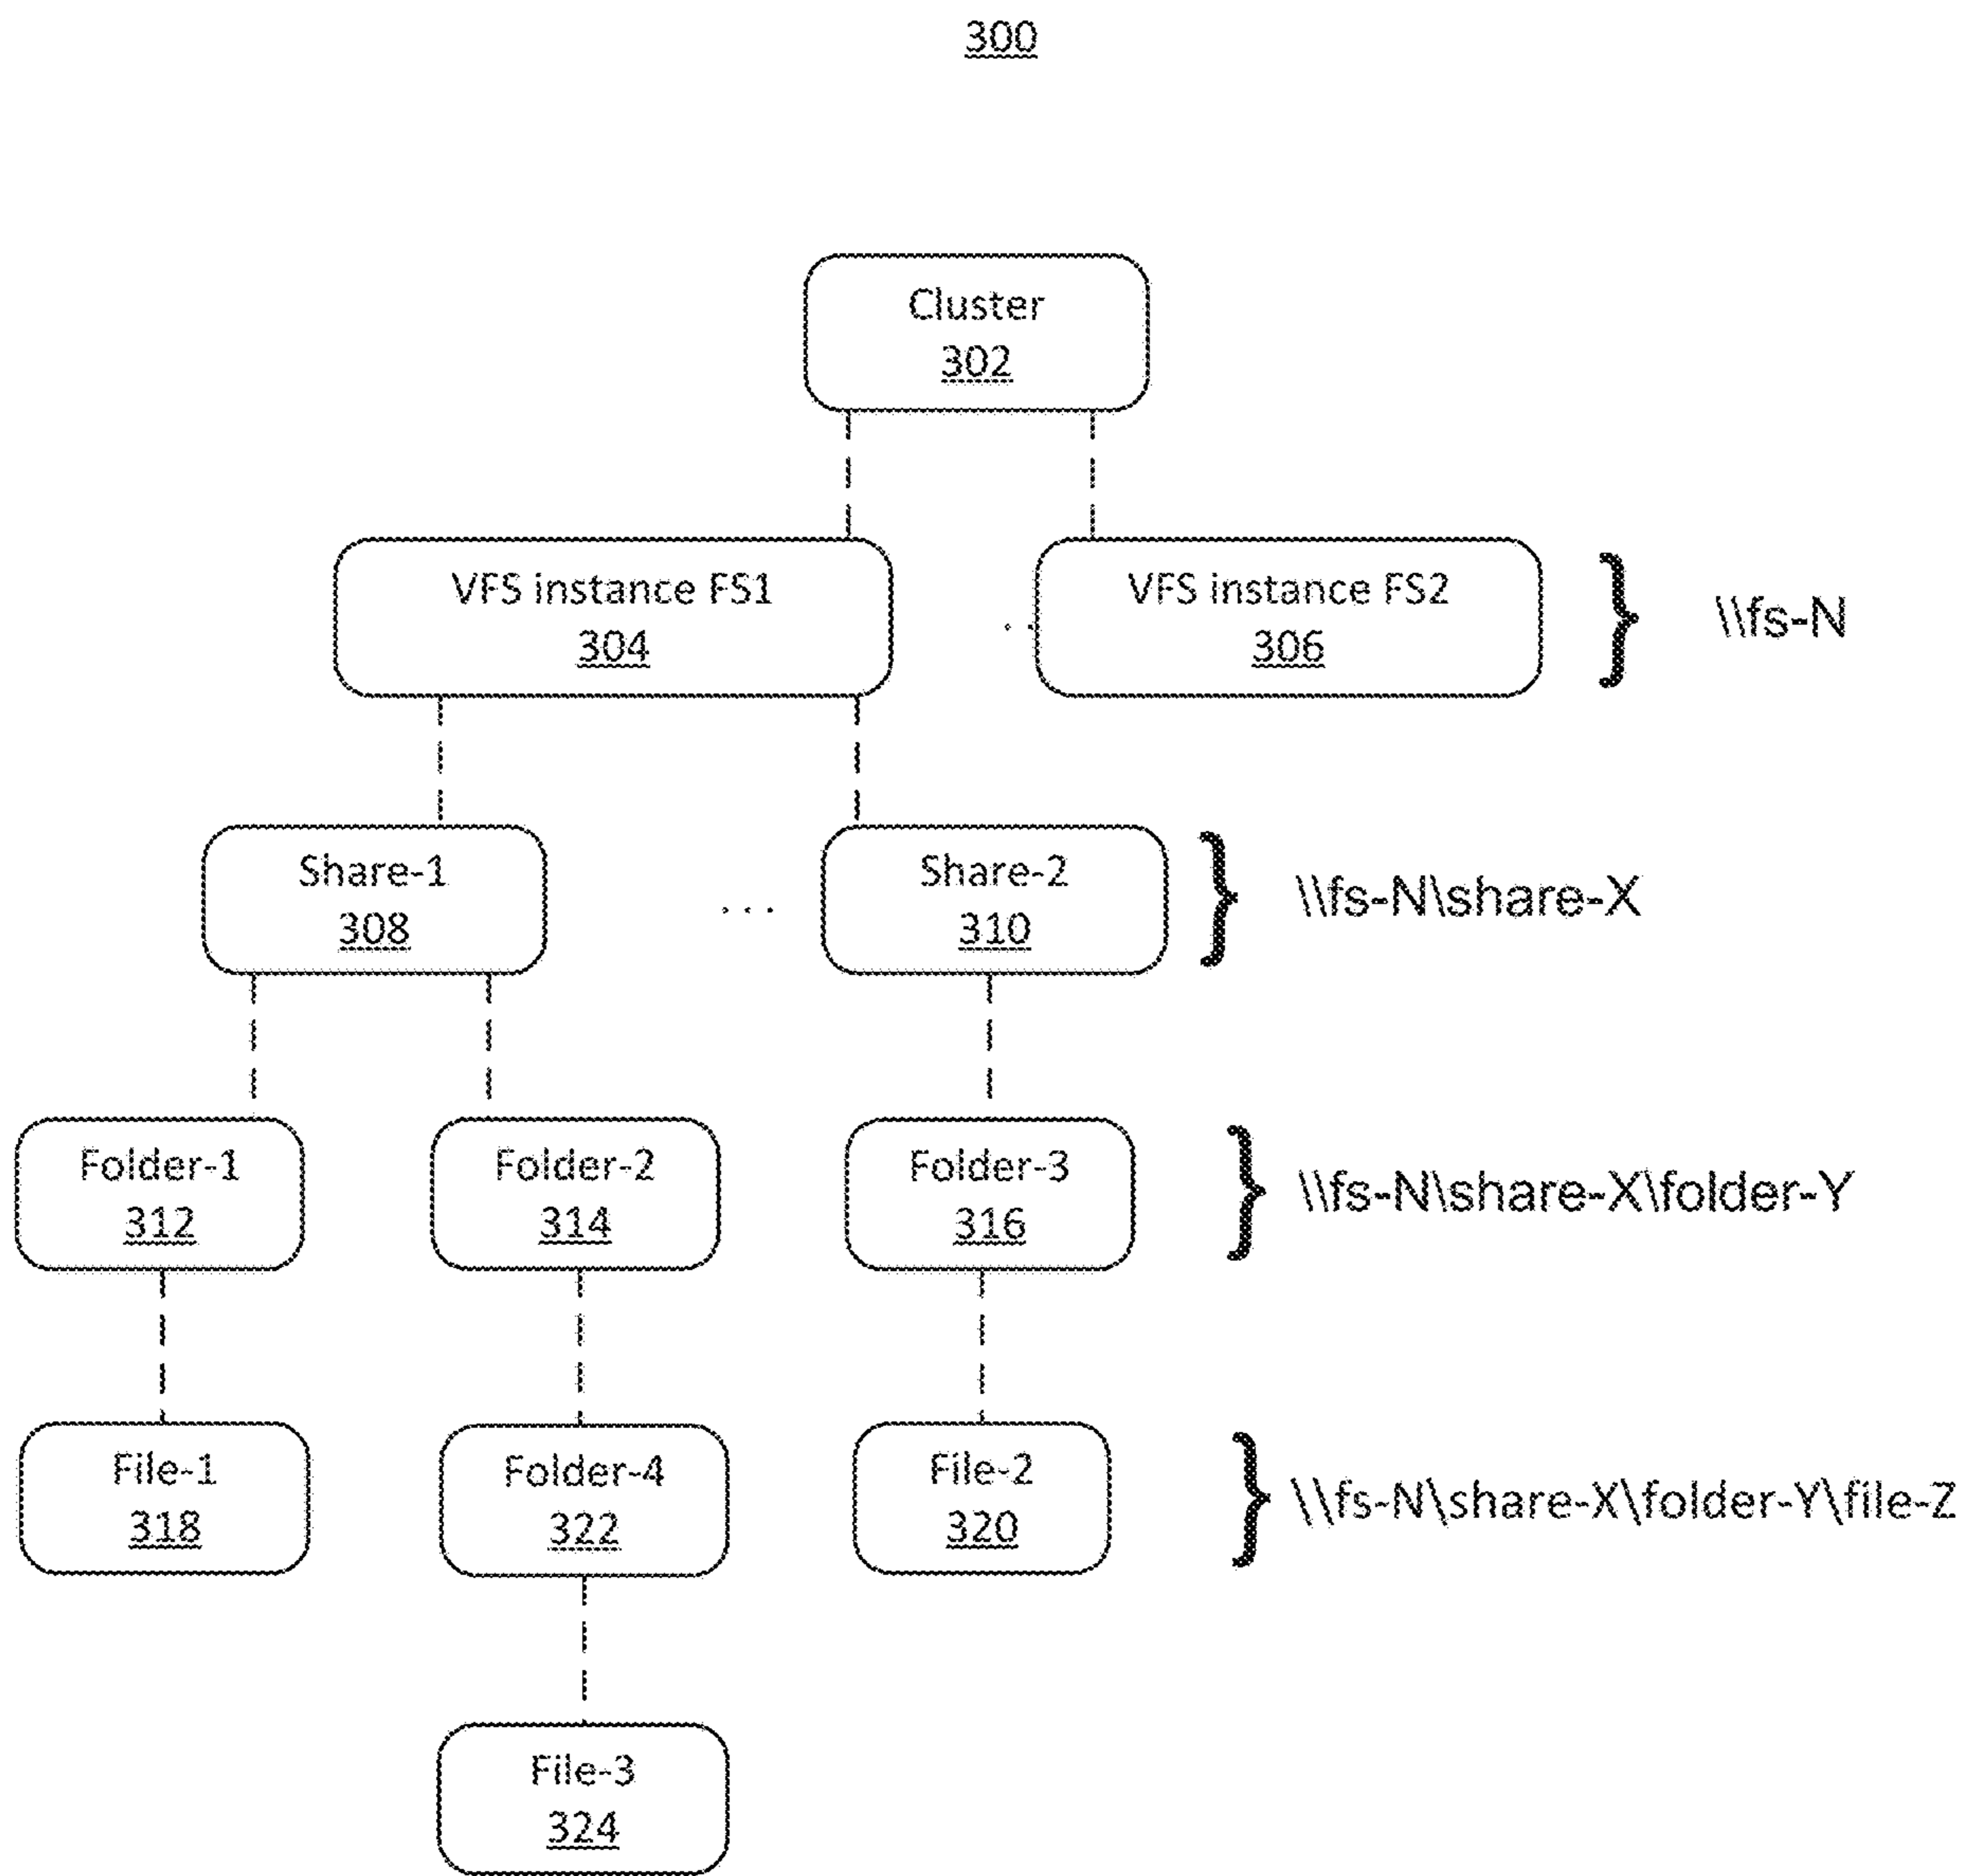 300
Cluster
302
VFS instance FS1
304
. .
VFS instance FS2
306
} \\fs-N
Share-1
308
. . .
Share-2
310
} \\fs-N\share-X
Folder-1
312
Folder-2
314
Folder-3
316
} \\fs-N\share-X\folder-Y
File-1
318
Folder-4
322
File-2
320
} \\fs-N\share-X\folder-Y\file-Z
File-3
324